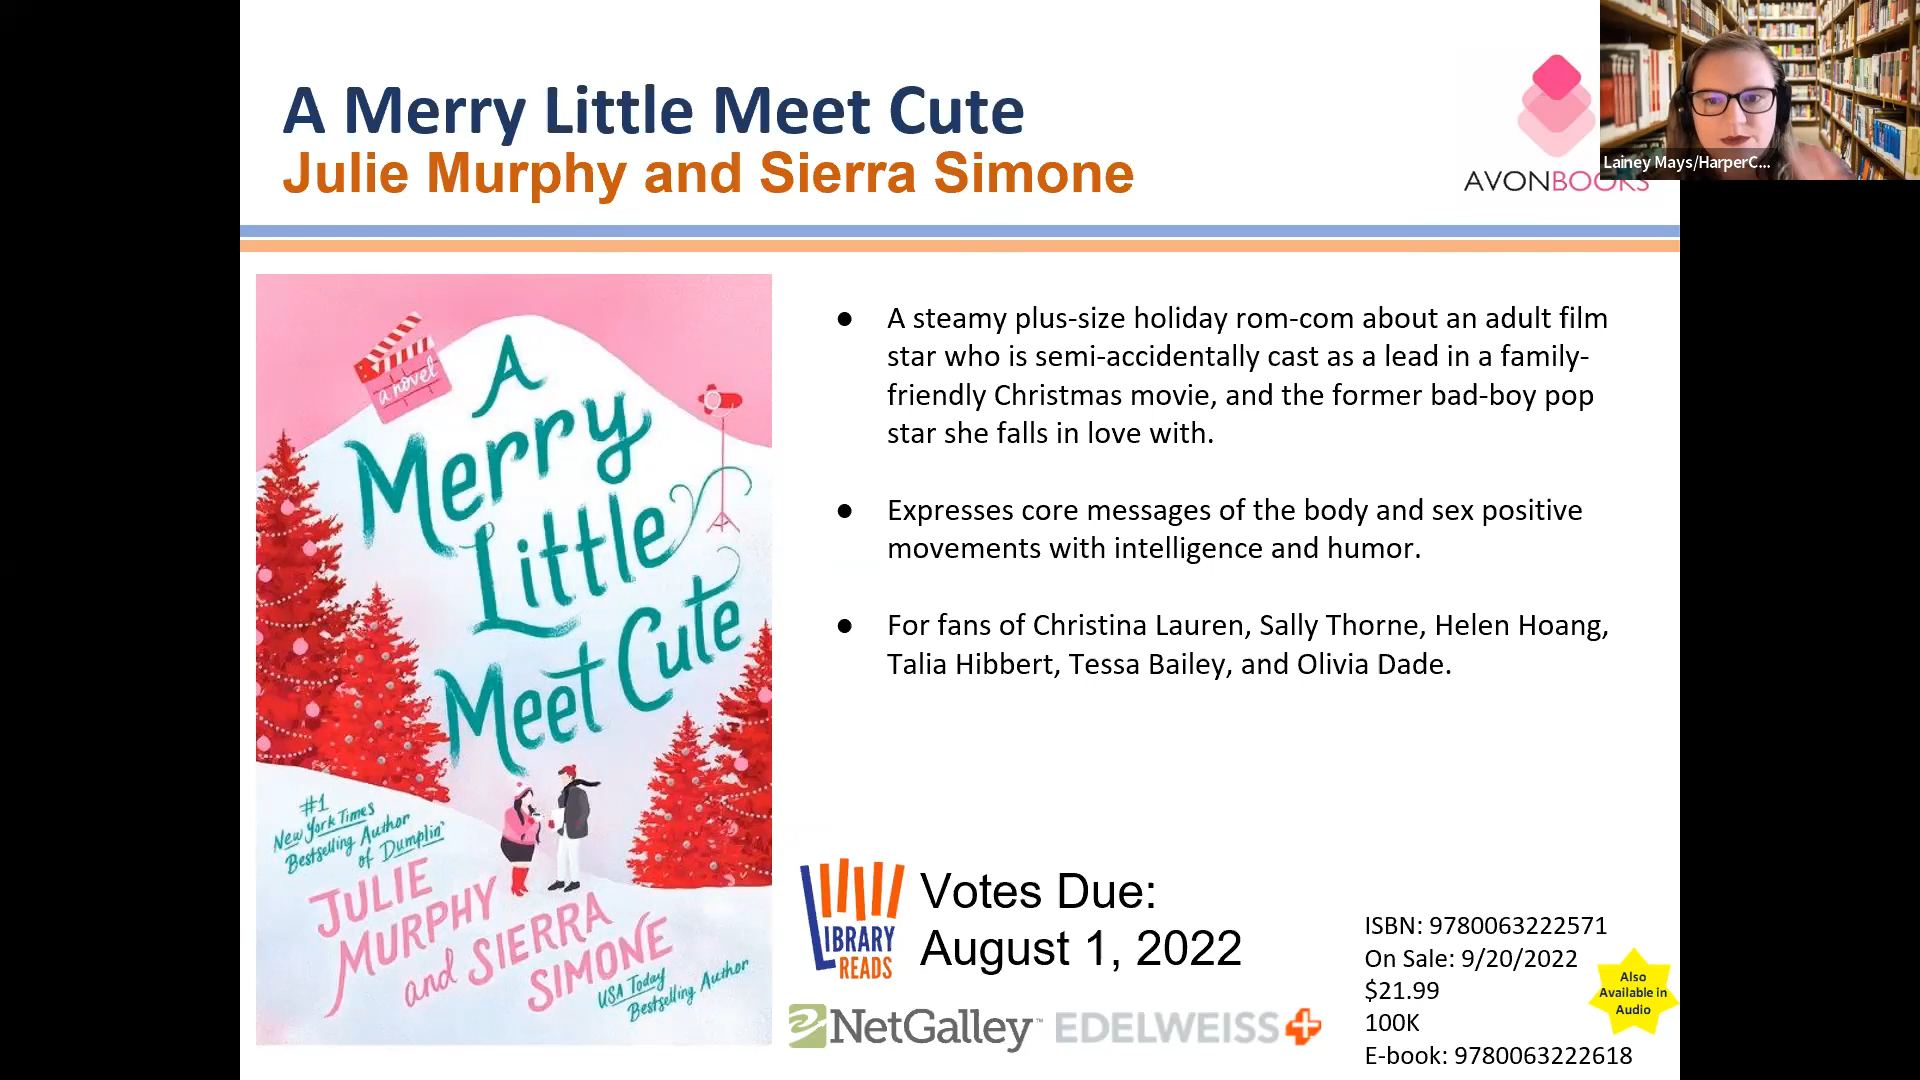 A Merry Little Meet Cute
Julie Murphy and Sierra Simone
AVONBOOKS
Lainey Mays/HarperC...
a novel
A
Merry
Little
Meet Cute
#1
New York Times
Bestselling Author
of Dumplin'
JULIE
MURPHY
and SIERRA
SIMONE
USA Today
Bestselling Author
● A steamy plus-size holiday rom-com about an adult film
star who is semi-accidentally cast as a lead in a family-
friendly Christmas movie, and the former bad-boy pop
star she falls in love with.
● Expresses core messages of the body and sex positive
movements with intelligence and humor.
● For fans of Christina Lauren, Sally Thorne, Helen Hoang,
Talia Hibbert, Tessa Bailey, and Olivia Dade.
LIBRARY
READS
Votes Due:
August 1, 2022
NetGalley™
EDELWEISS+
ISBN: 9780063222571
On Sale: 9/20/2022
$21.99
100K
E-book: 9780063222618
Also
Available in
Audio